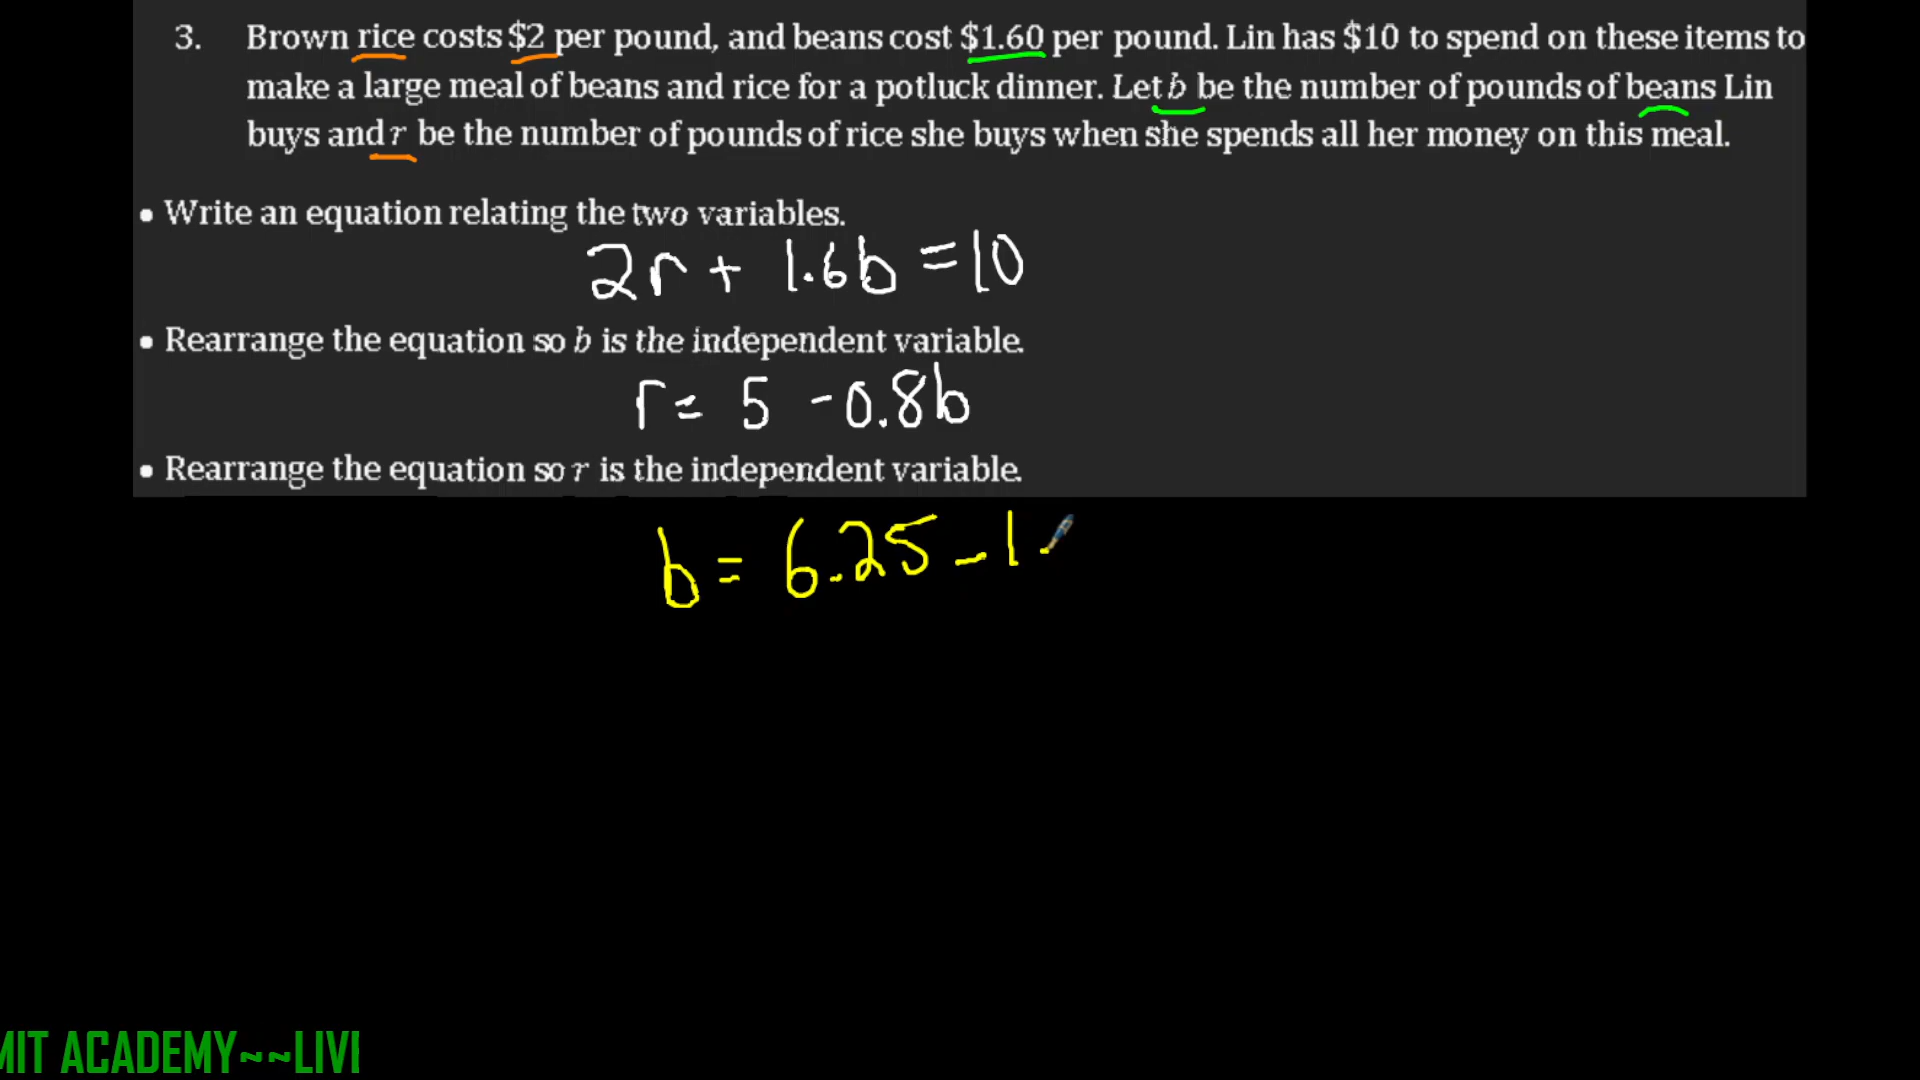 3. Brown rice costs $2 per pound, and beans cost $1.60 per pound. Lin has $10 to spend on these items to
make a large meal of beans and rice for a potluck dinner. Let b be the number of pounds of beans Lin
buys and r be the number of pounds of rice she buys when she spends all her money on this meal.
• Write an equation relating the two variables.
2r + 1.6b = 10
• Rearrange the equation so b is the independent variable.
r = 5 - 0.8b
• Rearrange the equation so r is the independent variable.
b = 6.25 - 1.
MIT ACADEMY~~LIVI